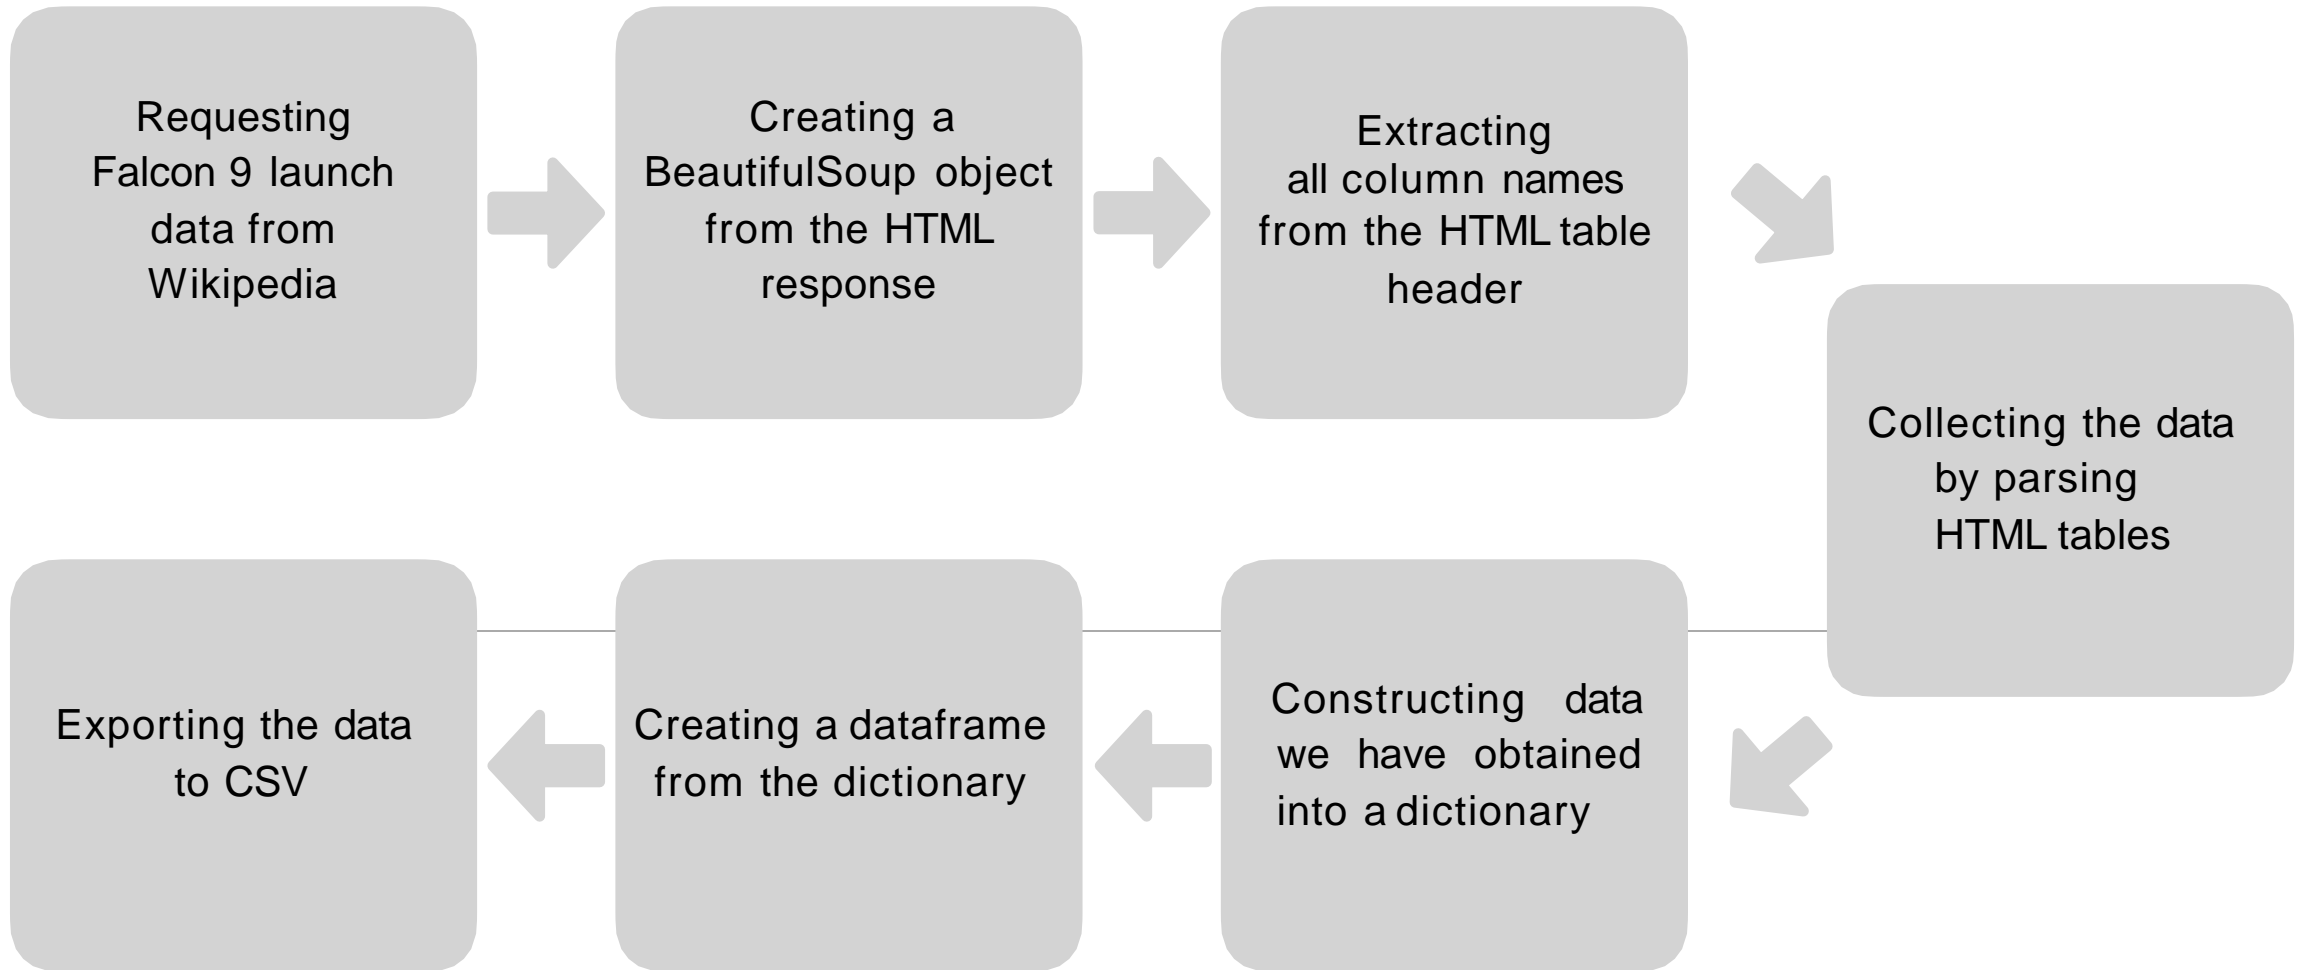 Requesting
Falcon 9 launch
data from
Wikipedia
Creating a
BeautifulSoup object
from the HTML
response
Extracting
all column names
from the HTML table
header
Collecting the data
by parsing
HTML tables
Constructing data
we have obtained
into a dictionary
Creating a dataframe
from the dictionary
Exporting the data
to CSV